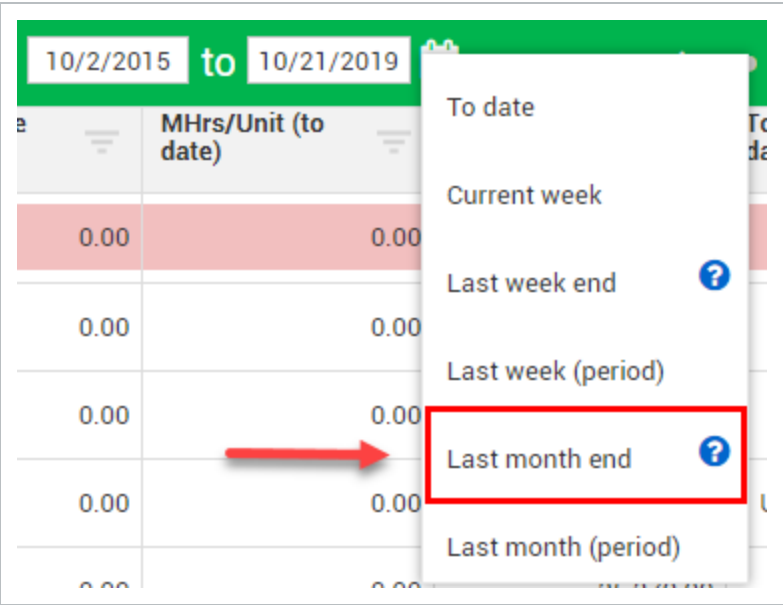 10/2/2015 to 10/21/2019
e
MHrs/Unit (to
date)
To date
Current week
Last week end
Last week (period)
Last month end
Last month (period)
0.00 0.00
0.00 0.00
0.00 0.00
0.00 0.00